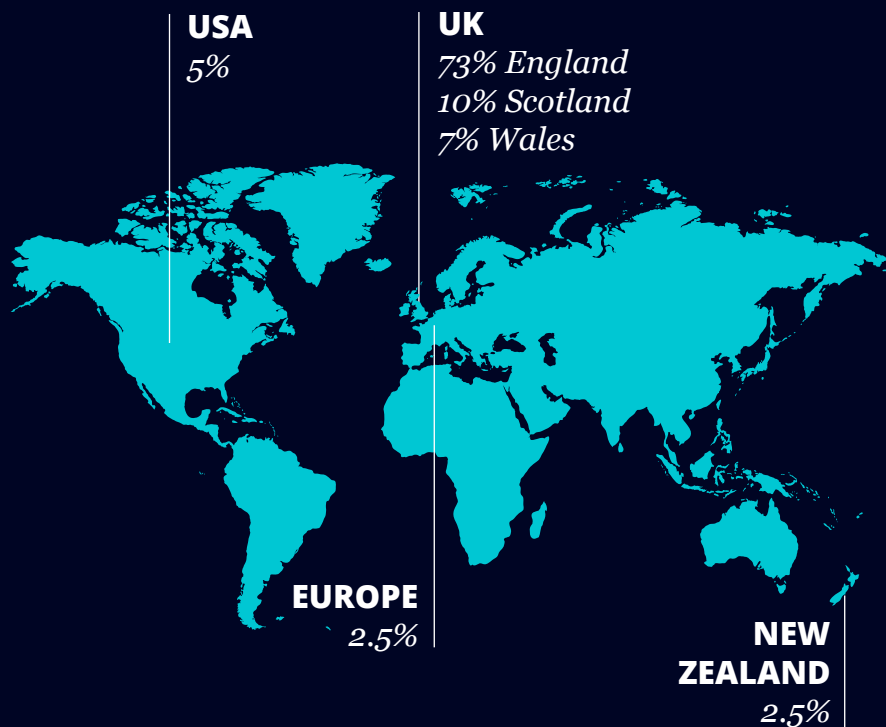 USA
5%
UK
73% England
10% Scotland
7% Wales
EUROPE
2.5%
NEW
ZEALAND
2.5%